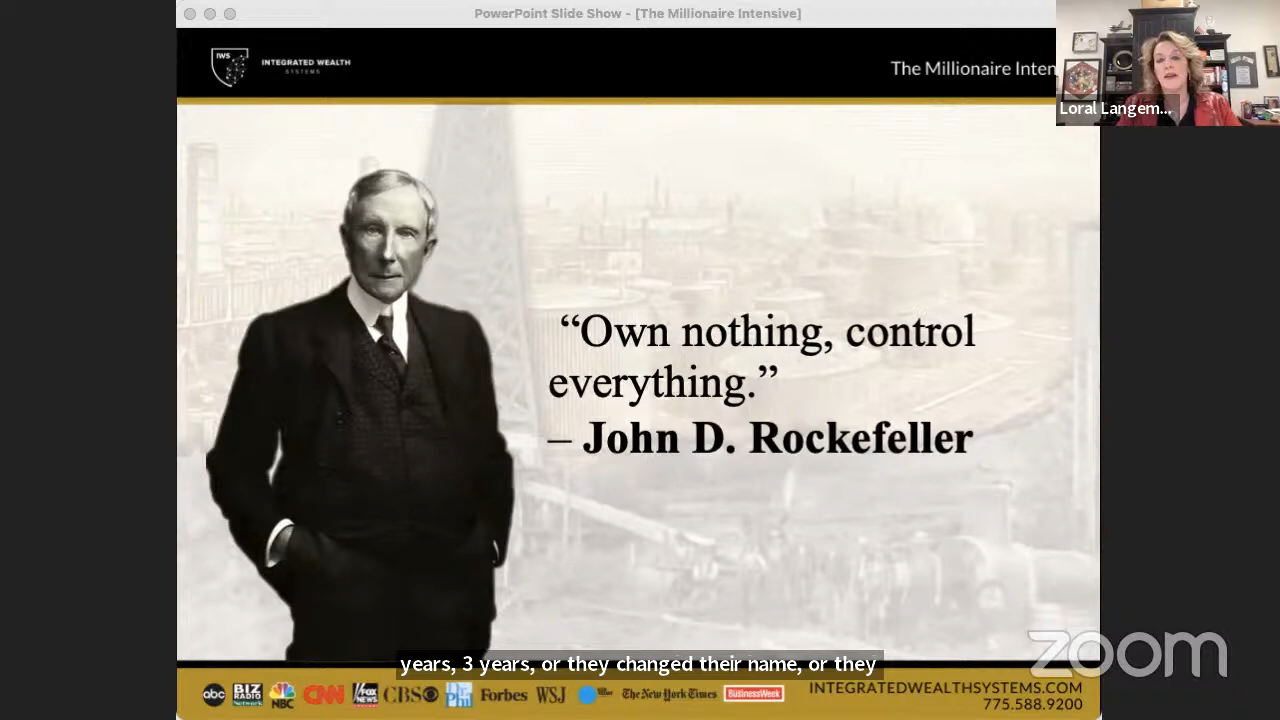 PowerPoint Slide Show - [The Millionaire Intensive]
IWS
INTEGRATED WEALTH
SYSTEMS
The Millionaire Inten
Loral Langem...
“Own nothing, control
everything.”
– John D. Rockefeller
zoom
years, 3 years, or they changed their name, or they
abc BIZ RADIO Network NBC CNN FOX NEWS CBS Forbes WSJ The New York Times BusinessWeek
INTEGRATEDWEALTHSYSTEMS.COM
775.588.9200